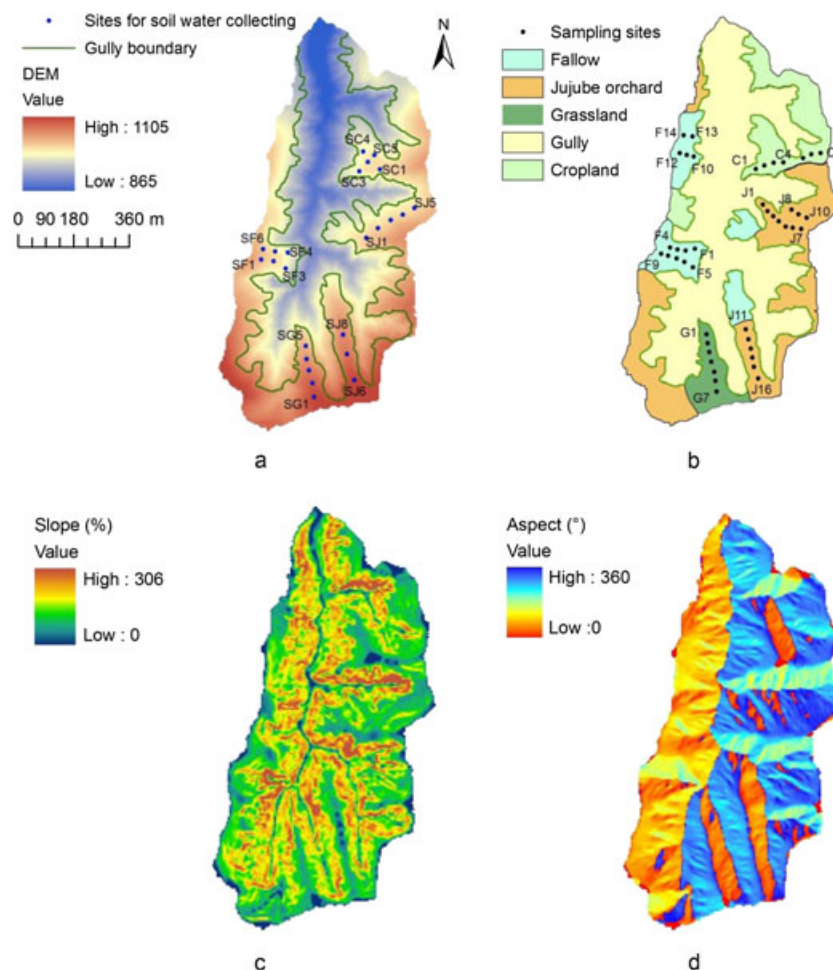 Sites for soil water collecting
Gully boundary
DEM
Value
High : 1105
Low : 865
0 90 180 360 m
N
SC4
SC5
SC3
SC1
SJ5
SJ1
SF6
SF4
SF1
SF3
SG5
SJ8
SG1
SJ6
a
Sampling sites
Fallow
Jujube orchard
Grassland
Gully
Cropland
F14
F13
F12
F10
C1
C4
J1
J8
J10
J7
F4
F1
F9
F5
J11
G1
G7
J16
b
Slope (%)
Value
High : 306
Low : 0
c
Aspect (°)
Value
High : 360
Low :0
d